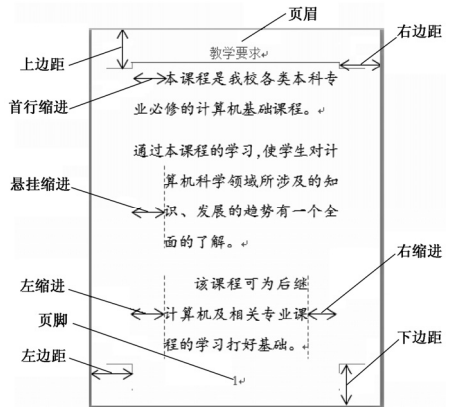 页眉
教学要求
右边距
上边距
本课程是我校各类本科专
首行缩进
业必修的计算机基础课程。
通过本课程的学习,使学生对计
算机科学领域所涉及的知
悬挂缩进
识、发展的趋势有一个全
面的了解。
右缩进
该课程可为后继
左缩进
计算机及相关专业课
页脚
程的学习打好基础。
下边距
左边距
1